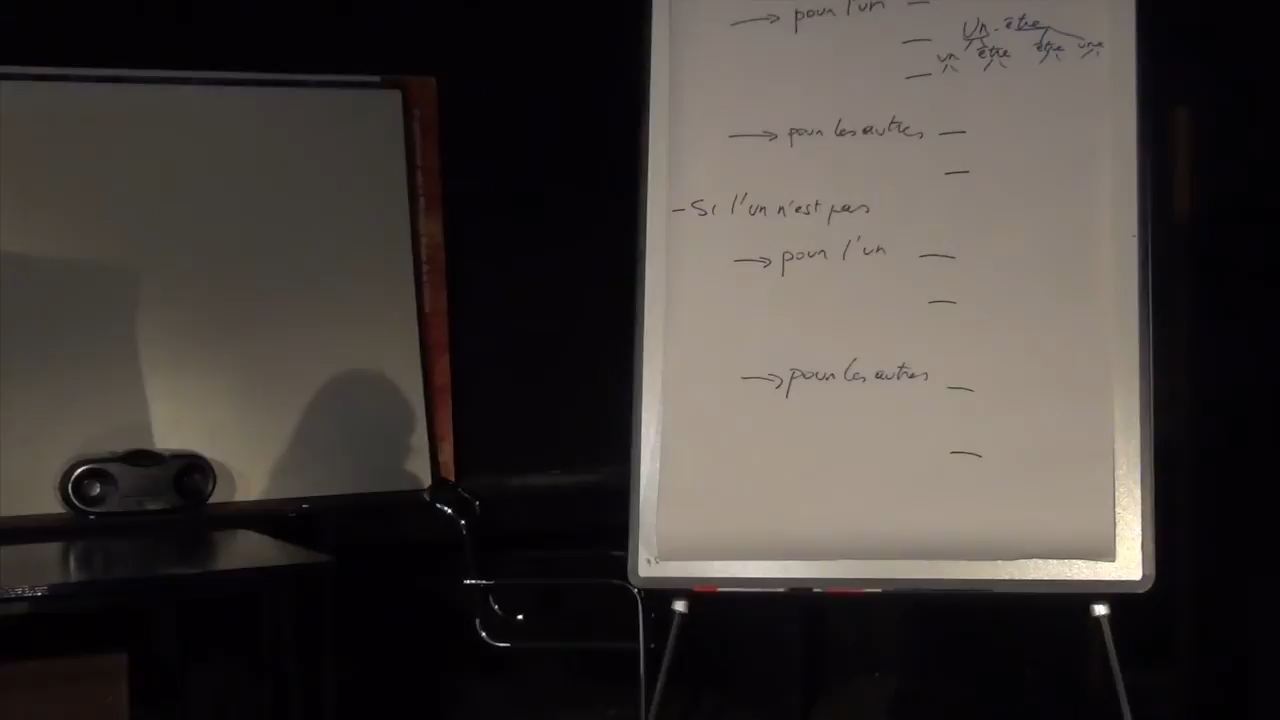 → pour l'un —
Un-être
— un être être une
—
→ pour les autres —
—
- Si l'un n'est pas
→ pour l'un —
—
→ pour les autres —
—